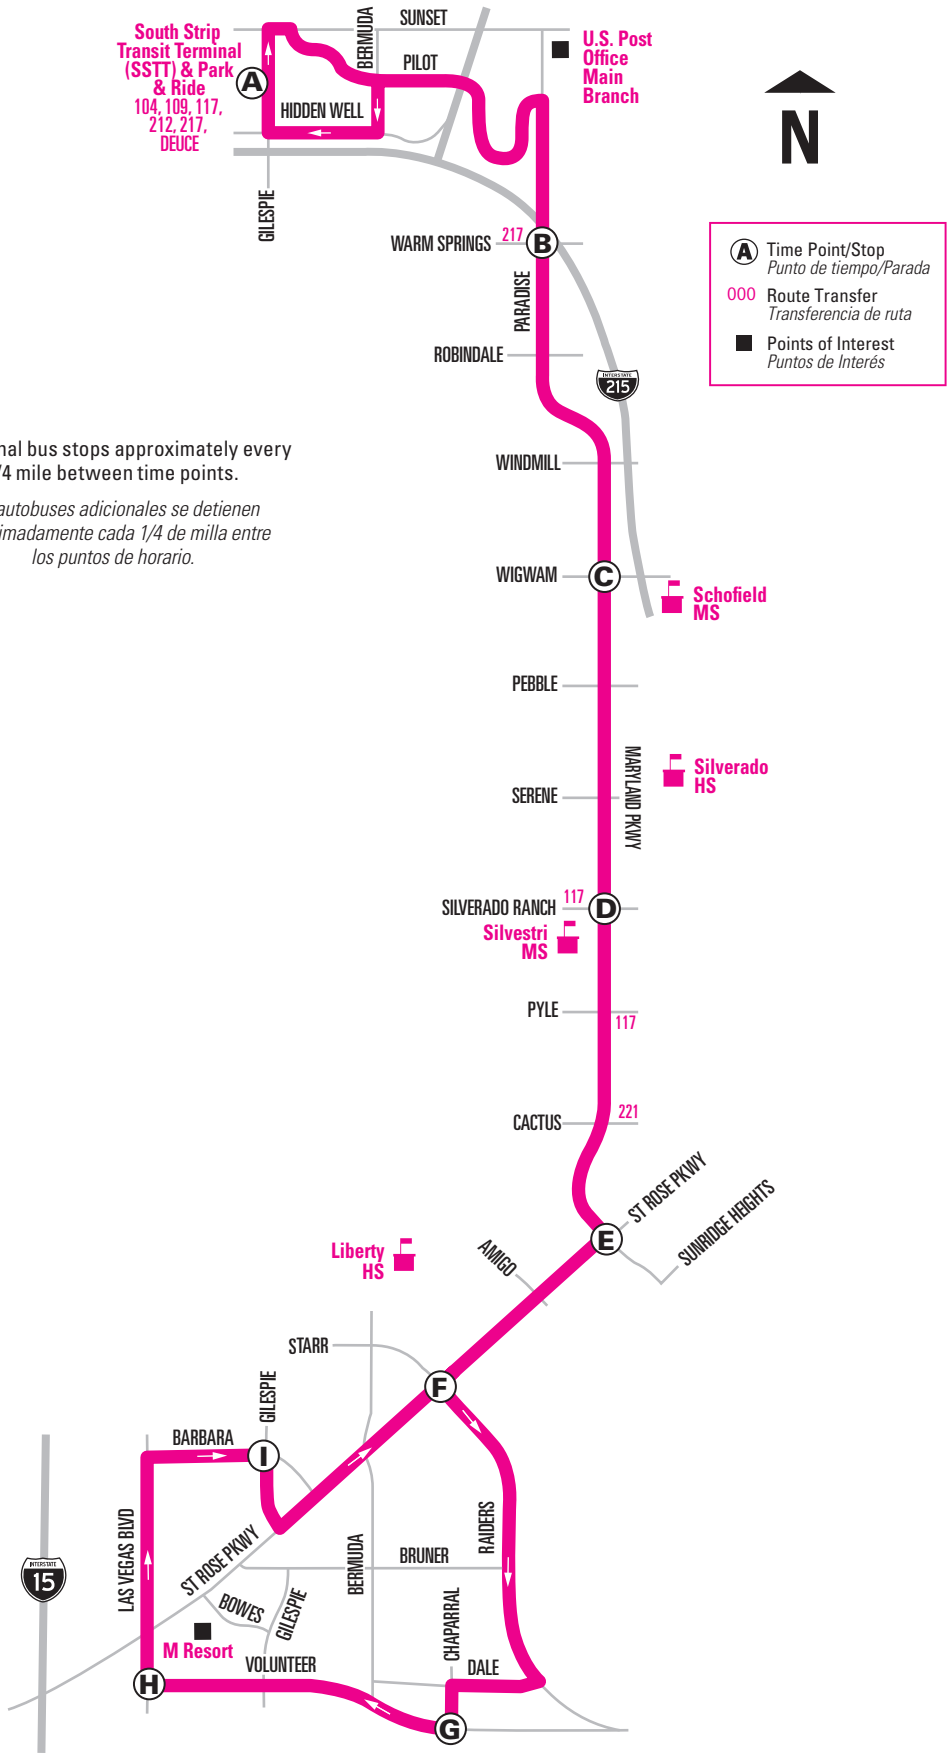 South Strip
Transit Terminal
(SSTT) & Park
& Ride
104, 109, 117,
212, 217,
DEUCE
A
SUNSET
BERMUDA
PILOT
HIDDEN WELL
GILESPIE
U.S. Post
Office
Main
Branch
N
A Time Point/Stop
Punto de tiempo/Parada
000 Route Transfer
Transferencia de ruta
Points of Interest
Puntos de Interés
WARM SPRINGS 217 B
PARADISE
ROBINDALE
INTERSTATE
215
nal bus stops approximately every
/4 mile between time points.
autobuses adicionales se detienen
imadamente cada 1/4 de milla entre
los puntos de horario.
WINDMILL
WIGWAM C
Schofield
MS
PEBBLE
MARYLAND PKWY
Silverado
HS
SERENE
SILVERADO RANCH 117 D
Silvestri
MS
PYLE
117
CACTUS 221
ST ROSE PKWY
SUNRIDGE HEIGHTS
E
AMIGO
Liberty
HS
STARR
F
GILESPIE
BARBARA
I
LAS VEGAS BLVD
ST ROSE PKWY
BERMUDA
BRUNER
RAIDERS
INTERSTATE
15
BOWES
GILESPIE
CHAPARRAL
M Resort
VOLUNTEER
DALE
H
G